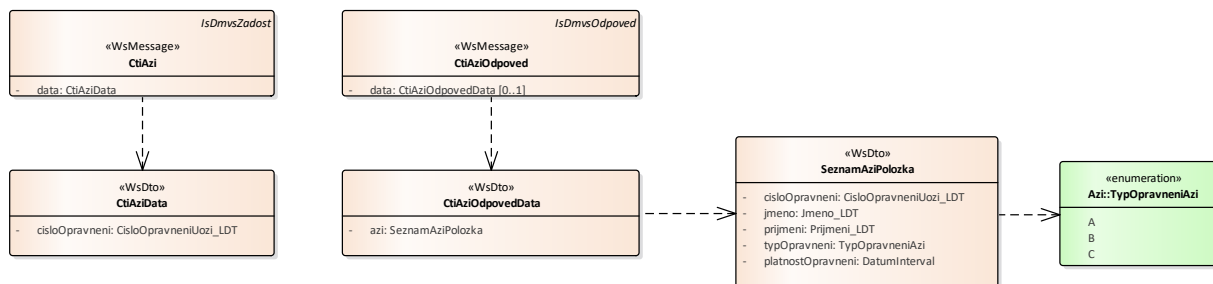 IsDmvsZadost
«WsMessage»
CtiAzi
- data: CtiAziData
IsDmvsOdpoved
«WsMessage»
CtiAziOdpoved
- data: CtiAziOdpovedData [0..1]
«WsDto»
CtiAziData
- cisloOpravneni: CisloOpravneniUozi_LDT
«WsDto»
CtiAziOdpovedData
- azi: SeznamAziPolozka
«WsDto»
SeznamAziPolozka
- cisloOpravneni: CisloOpravneniUozi_LDT
- jmeno: Jmeno_LDT
- prijmeni: Prijmeni_LDT
- typOpravneni: TypOpravneniAzi
- platnostOpravneni: DatumInterval
«enumeration»
Azi::TypOpravneniAzi
A
B
C